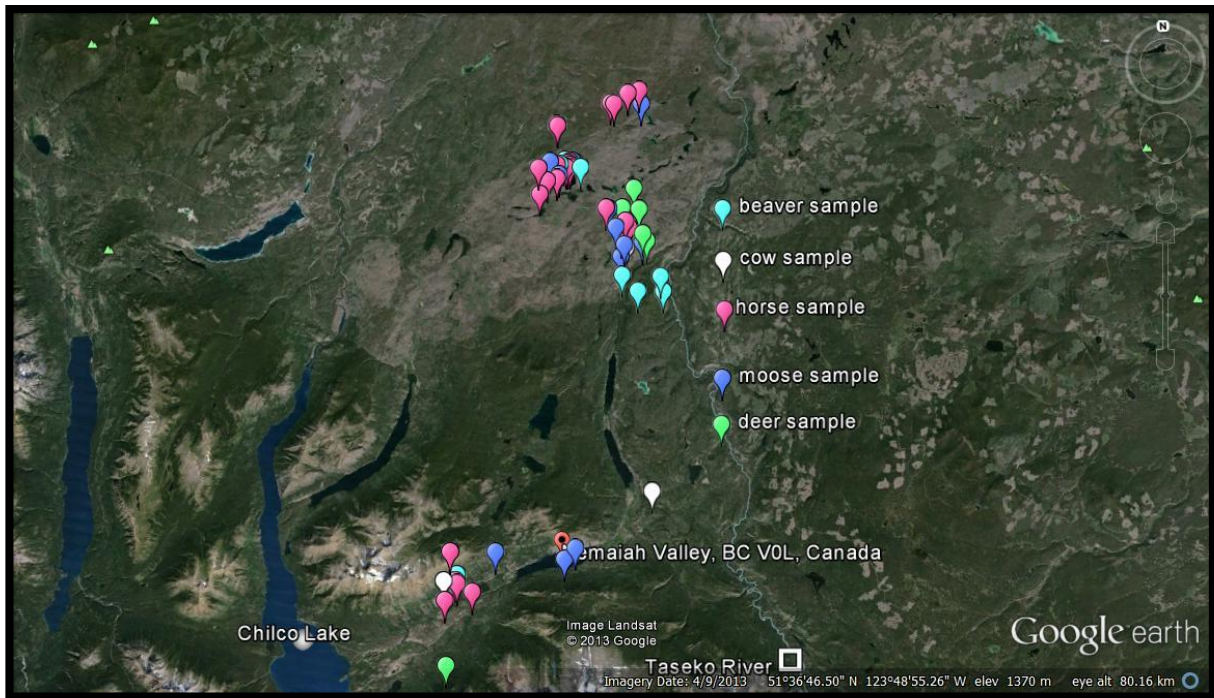 N
beaver sample
cow sample
horse sample
moose sample
deer sample
emaiah Valley, BC V0L, Canada
Chilco Lake
Image Landsat
© 2013 Google
Google earth
Taseko River
Imagery Date: 4/9/2013 51°36'46.50" N 123°48'55.26" W elev 1370 m eye alt 80.16 km